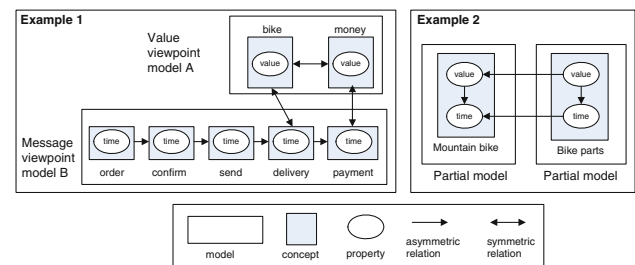 Example 1
Value
viewpoint
model A
bike
money
value
value
Message
viewpoint
model B
time
time
time
time
time
order
confirm
send
delivery
payment
Example 2
value
time
Mountain bike
value
time
Bike parts
Partial model
Partial model
model
concept
property
asymmetric
relation
symmetric
relation